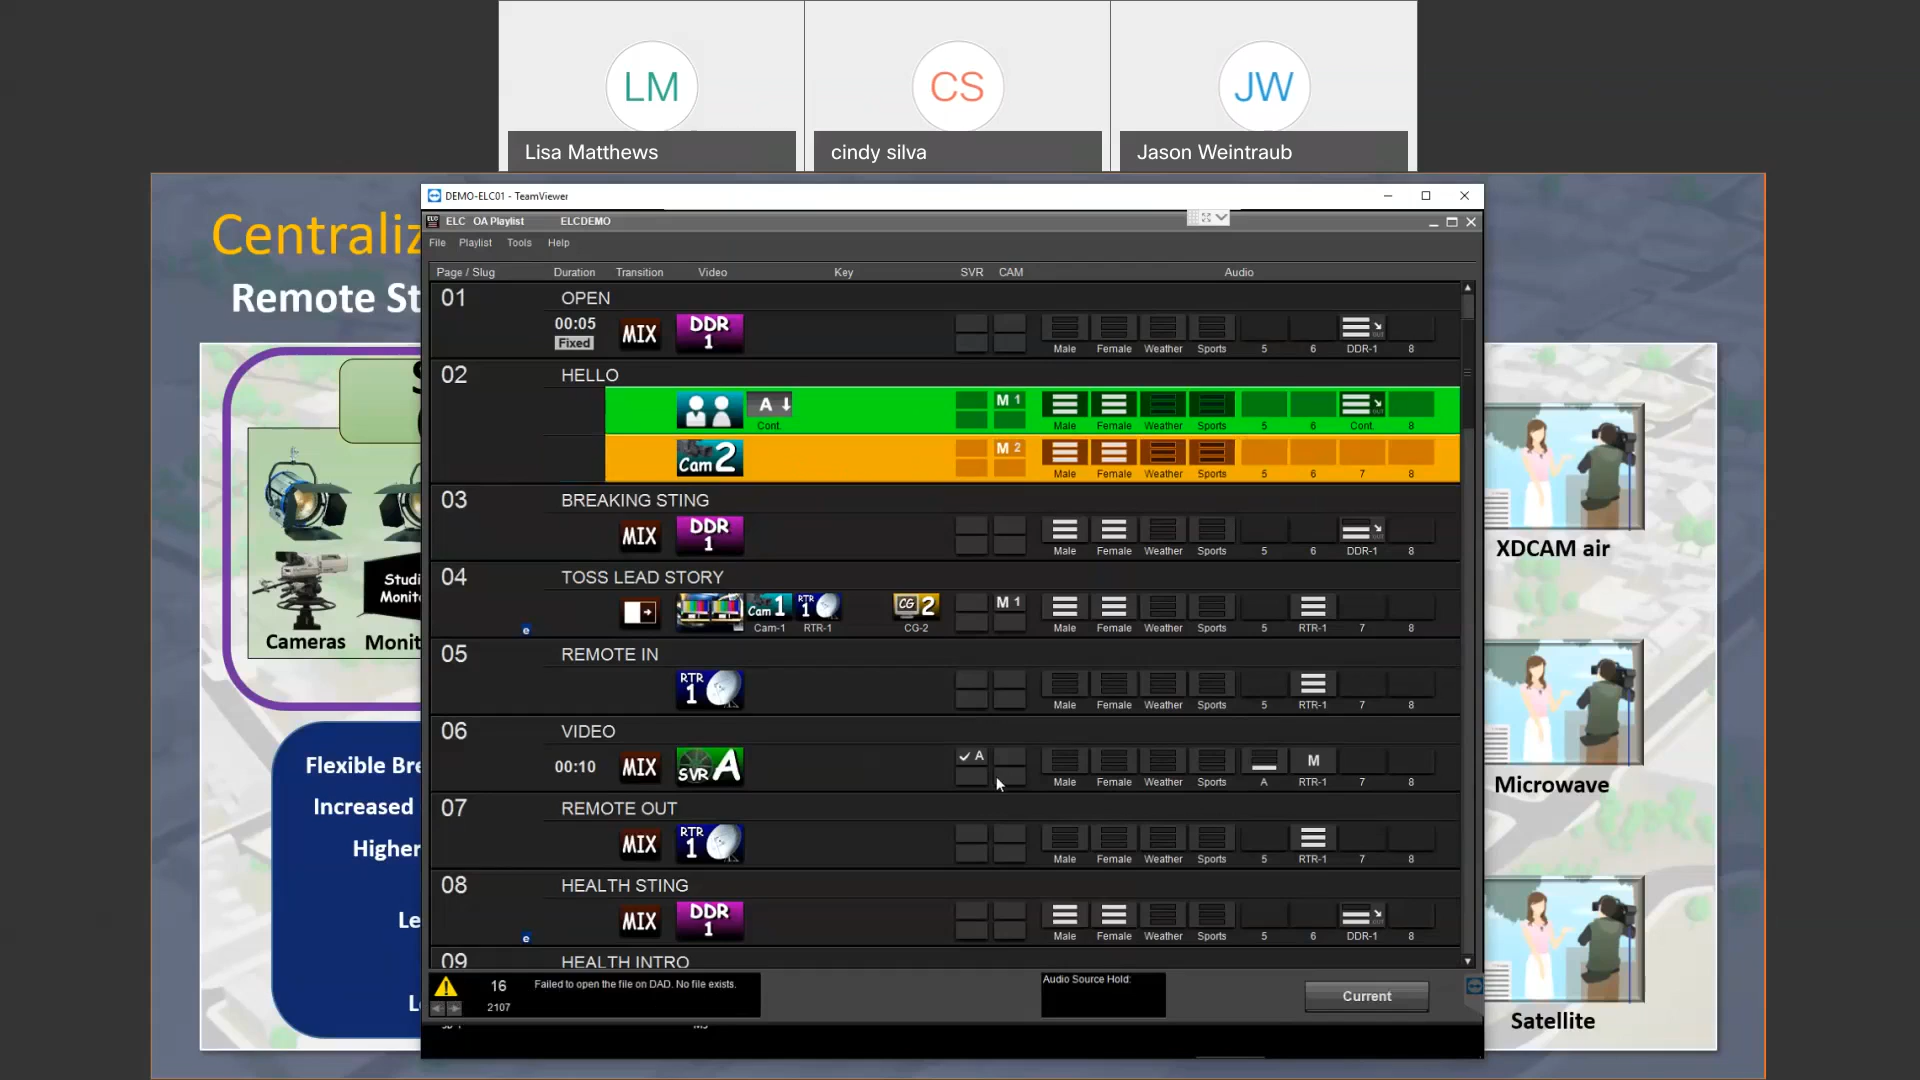 LM
CS
JW
Lisa Matthews
cindy silva
Jason Weintraub
Centraliz
Remote St
Studi
Monit
Cameras
Monit
Flexible Bre
Increased
Higher
Le
L
DEMO-ELC01 - TeamViewer
ELC OA Playlist ELCDEMO
File Playlist Tools Help
Page / Slug Duration Transition Video Key SVR CAM Audio
01 OPEN
00:05 MIX DDR 1
Fixed Male Female Weather Sports 5 6 DDR-1 8
02 HELLO
A M 1
Cont. Male Female Weather Sports 5 6 Cont. 8
Cam 2 M 2
Male Female Weather Sports 5 6 7 8
03 BREAKING STING
MIX DDR 1
Male Female Weather Sports 5 6 DDR-1 8
04 TOSS LEAD STORY
Cam 1 RTR 1 CG 2 M 1
e Cam-1 RTR-1 CG-2 Male Female Weather Sports 5 RTR-1 7 8
05 REMOTE IN
RTR 1
Male Female Weather Sports 5 RTR-1 7 8
06 VIDEO
00:10 MIX SVR A A M
Male Female Weather Sports A RTR-1 7 8
07 REMOTE OUT
MIX RTR 1
Male Female Weather Sports 5 RTR-1 7 8
08 HEALTH STING
MIX DDR 1
e Male Female Weather Sports 5 6 DDR-1 8
09 HEALTH INTRO
16 Failed to open the file on DAD. No file exists.
2107
Audio Source Hold:
Current
XDCAM air
Microwave
Satellite